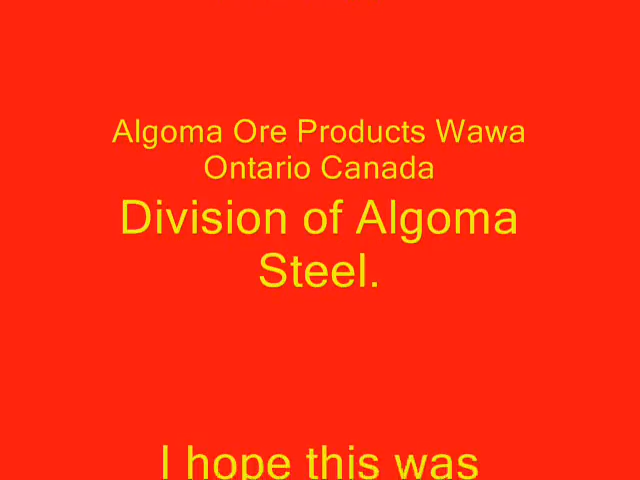 Algoma Ore Products Wawa
Ontario Canada
Division of Algoma
Steel.
I hope this was